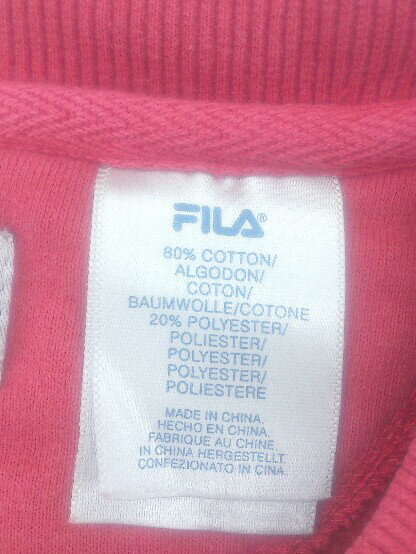 FILA®
80% COTTON/
ALGODON/
COTON/
BAUMWOLLE/COTONE
20% POLYESTER/
POLIESTER/
POLYESTER/
POLYESTER/
POLIESTERE
MADE IN CHINA.
HECHO EN CHINA.
FABRIQUE AU CHINE
IN CHINA HERGESTELLT.
CONFEZIONATO IN CINA.